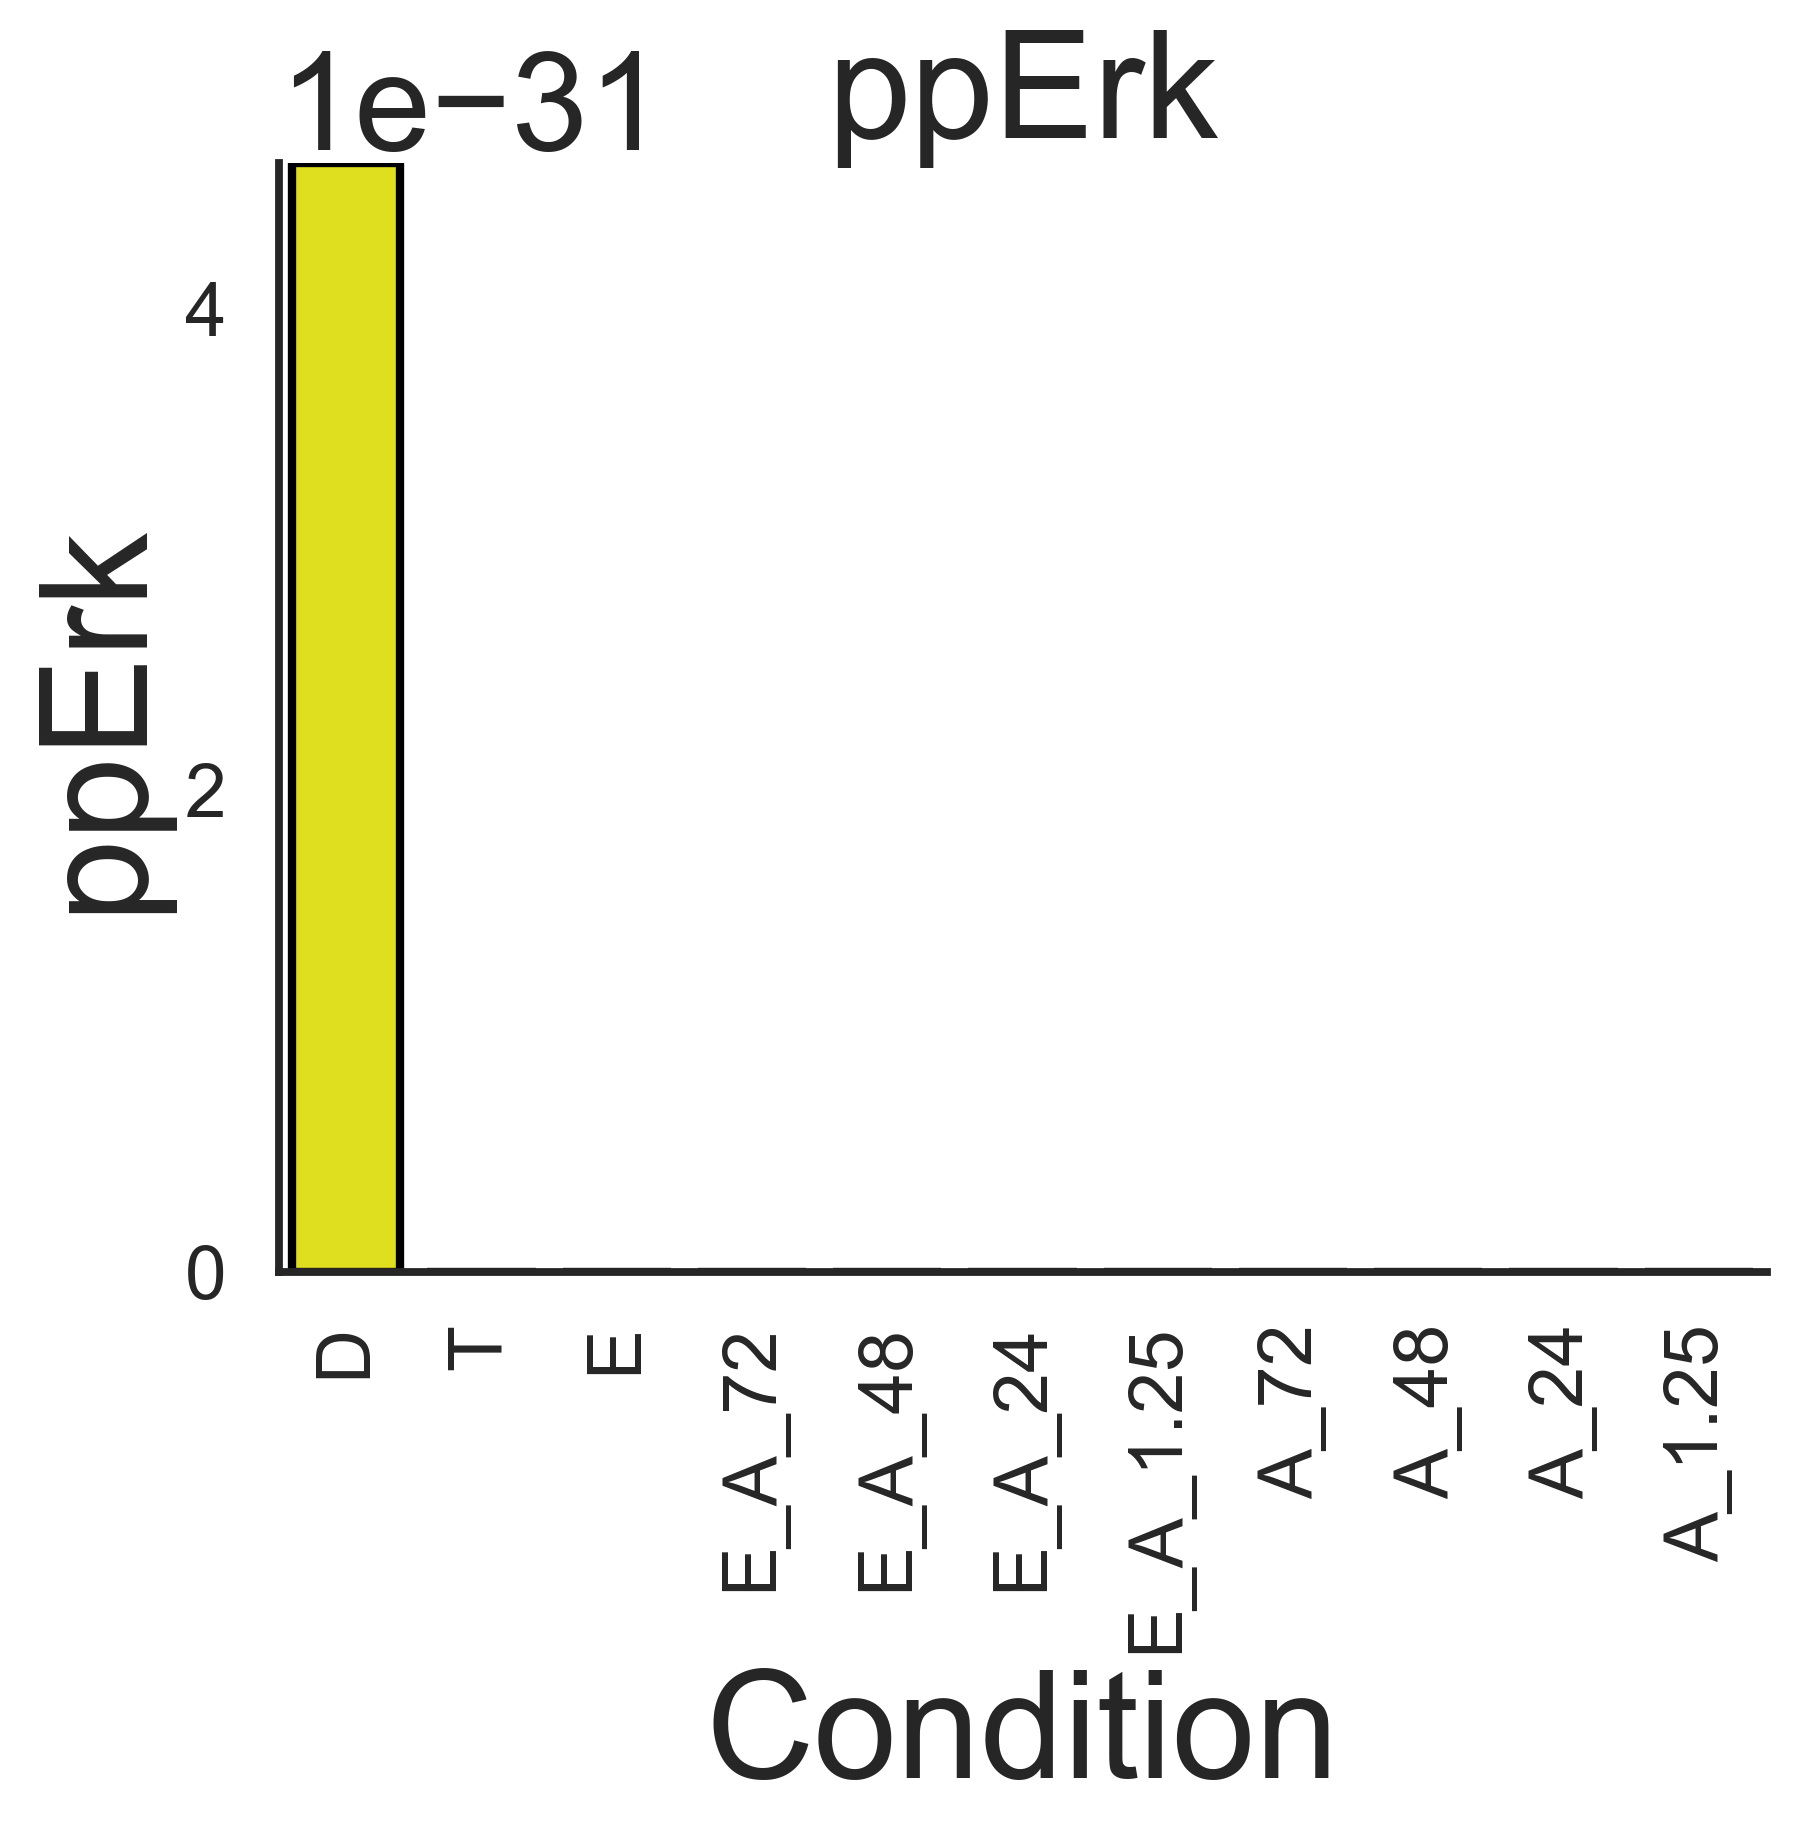 1e−31
ppErk
ppErk
4
2
0
D
T
E
E_A_72
E_A_48
E_A_24
E_A_1.25
A_72
A_48
A_24
A_1.25
Condition